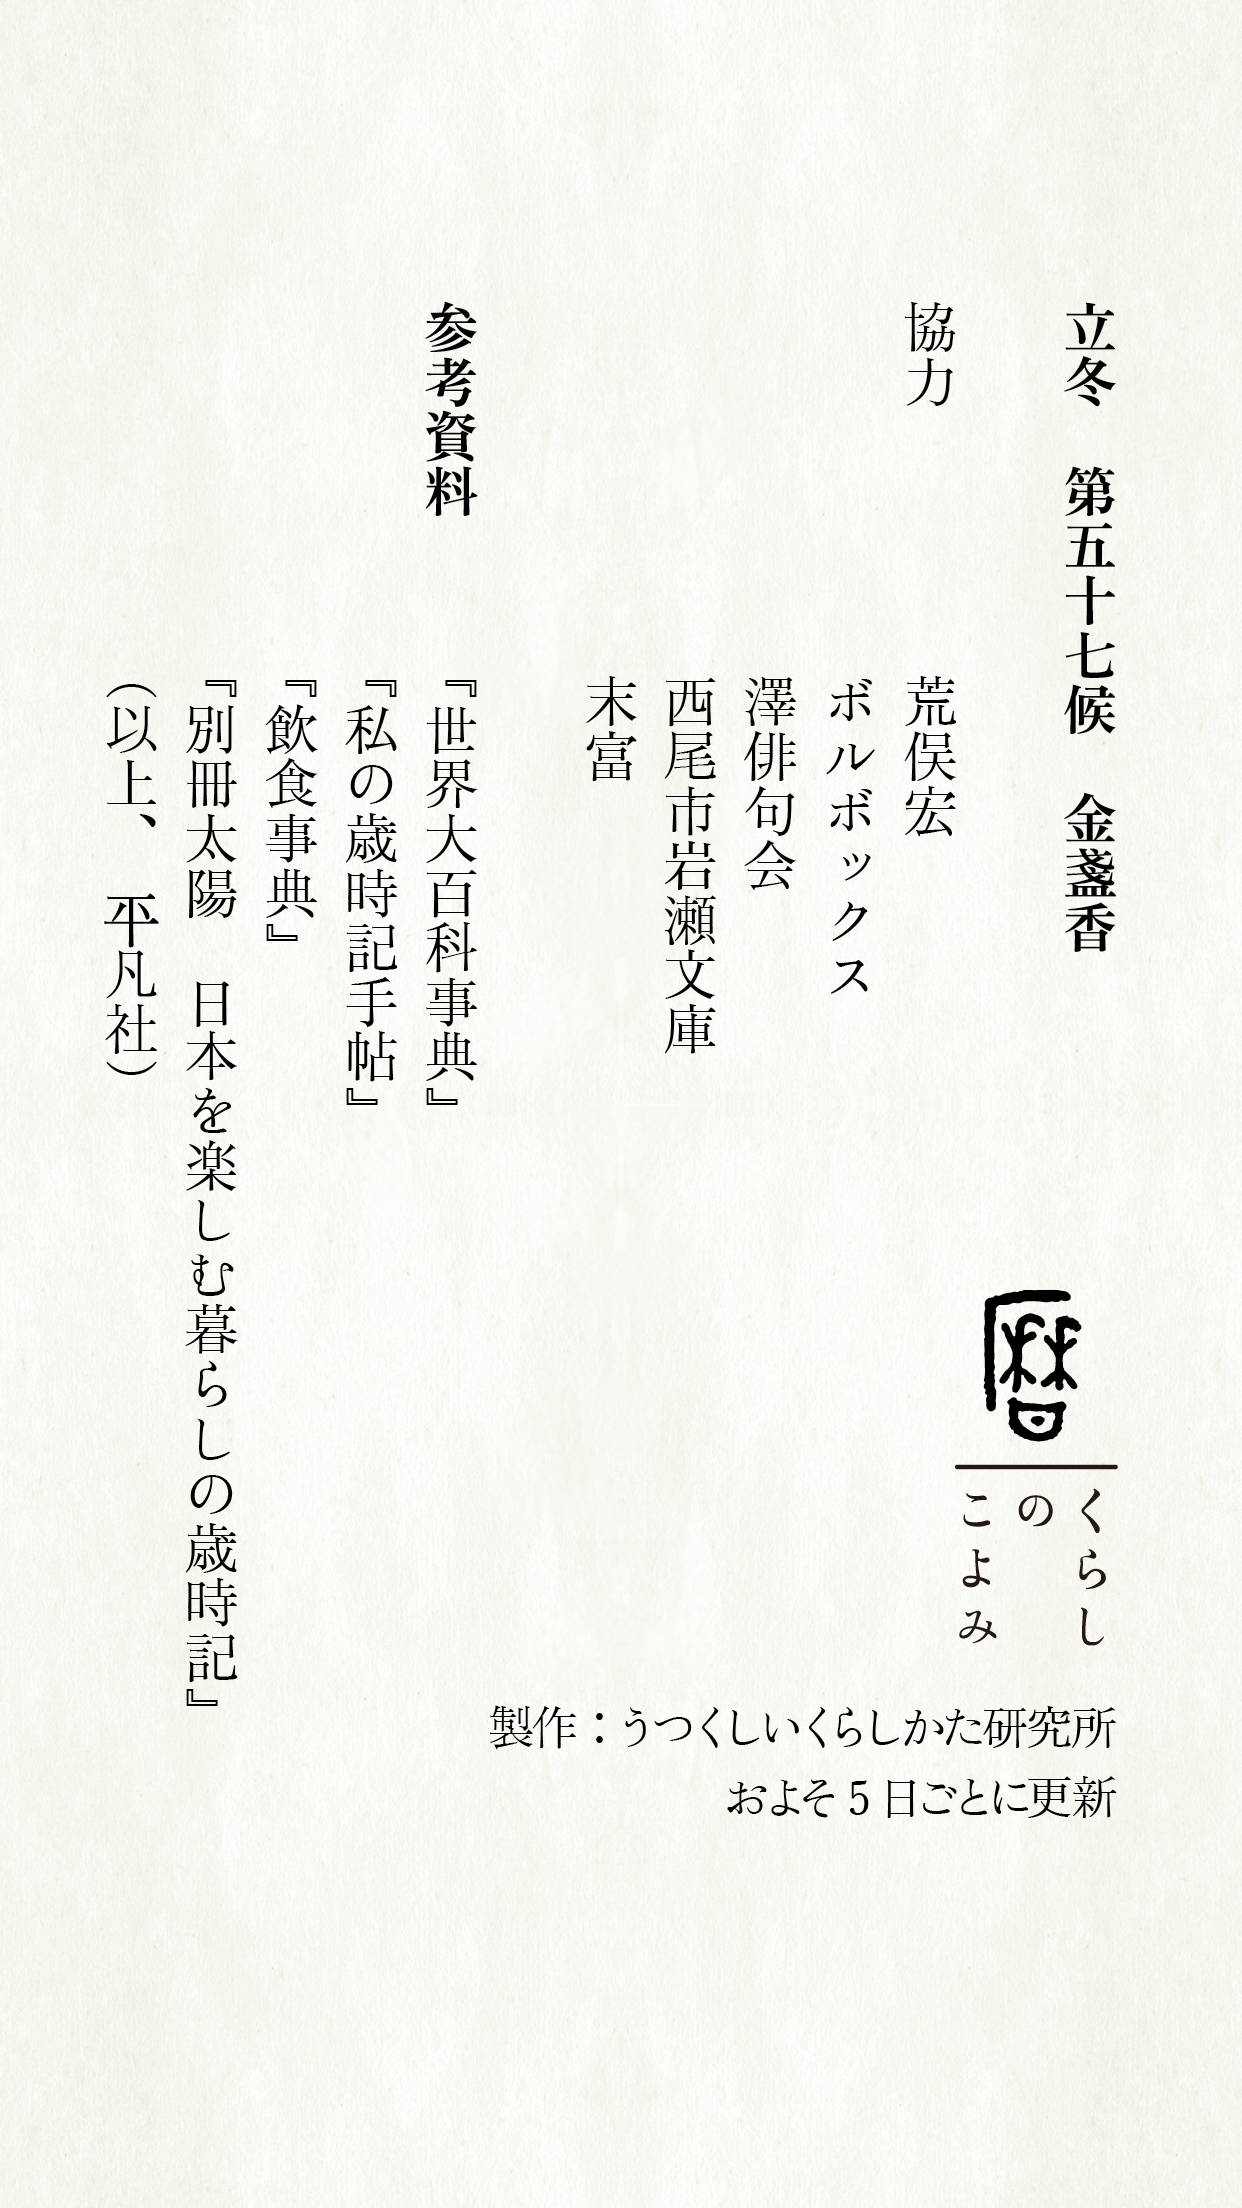 立冬　第五十七候　金盞香
協力
荒俣宏
ボルボックス
澤俳句会
西尾市岩瀬文庫
末富
参考資料
『世界大百科事典』
『私の歳時記手帖』
『飲食事典』
『別冊太陽　日本を楽しむ暮らしの歳時記』
（以上、平凡社）
暦
くらし
の
こよみ
製作：うつくしいくらしかた研究所
およそ 5 日ごとに更新